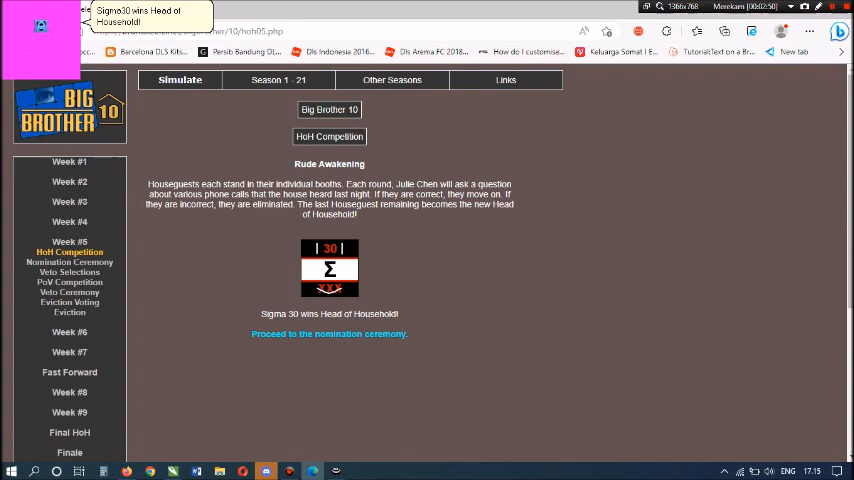 Sigma30 wins Head of
Household!
1366x768
Merekam [00:02:50]
/10/hoh05.php
Barcelona DLS Kits...
Persib Bandung DL...
Dls Indonesia 2016...
Dls Arema FC 2018...
Keluarga Somat | E...
TutorialText on a B...
New tab
BIG
BROTHER 10
Simulate
Season 1 - 21
Other Seasons
Links
Big Brother 10
HoH Competition
Rude Awakening
Houseguests each stand in their individual booths. Each round, Julie Chen will ask a question
about various phone calls that the house heard last night. If they are correct, they move on. If
they are incorrect, they are eliminated. The last Houseguest remaining becomes the new Head
of Household!
| 30 |
Σ
XXX
Sigma 30 wins Head of Household!
Proceed to the nomination ceremony.
Week #1
Week #2
Week #3
Week #4
Week #5
HoH Competition
Nomination Ceremony
Veto Selections
PoV Competition
Veto Ceremony
Eviction Voting
Eviction
Week #6
Week #7
Fast Forward
Week #8
Week #9
Final HoH
Finale
ENG
17.15